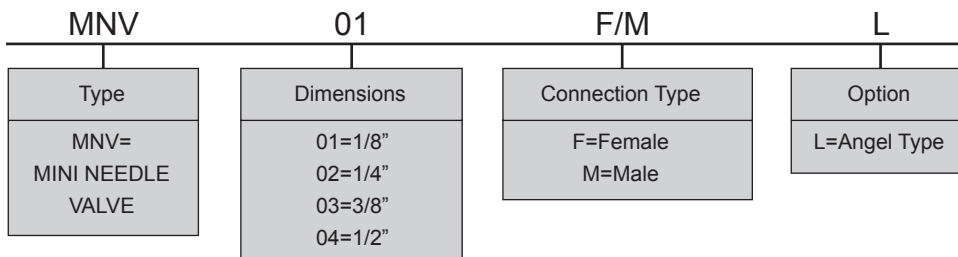 MNV 01 F/M L
Type
MNV=
MINI NEEDLE
VALVE
Dimensions
01=1/8”
02=1/4”
03=3/8”
04=1/2”
Connection Type
F=Female
M=Male
Option
L=Angel Type